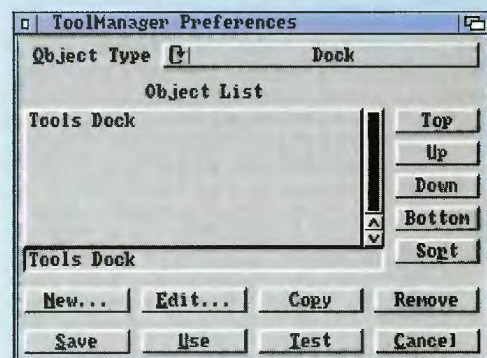 ToolManager Preferences
Object Type Dock
Object List
Tools Dock
Top
Up
Down
Bottom
Sort
Tools Dock
New... Edit... Copy Remove
Save Use Test Cancel